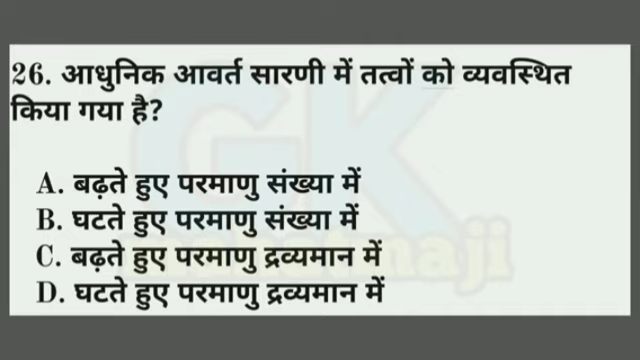 26. आधुनिक आवर्त सारणी में तत्वों को व्यवस्थित
किया गया है?
A. बढ़ते हुए परमाणु संख्या में
B. घटते हुए परमाणु संख्या में
C. बढ़ते हुए परमाणु द्रव्यमान में
D. घटते हुए परमाणु द्रव्यमान में
GK